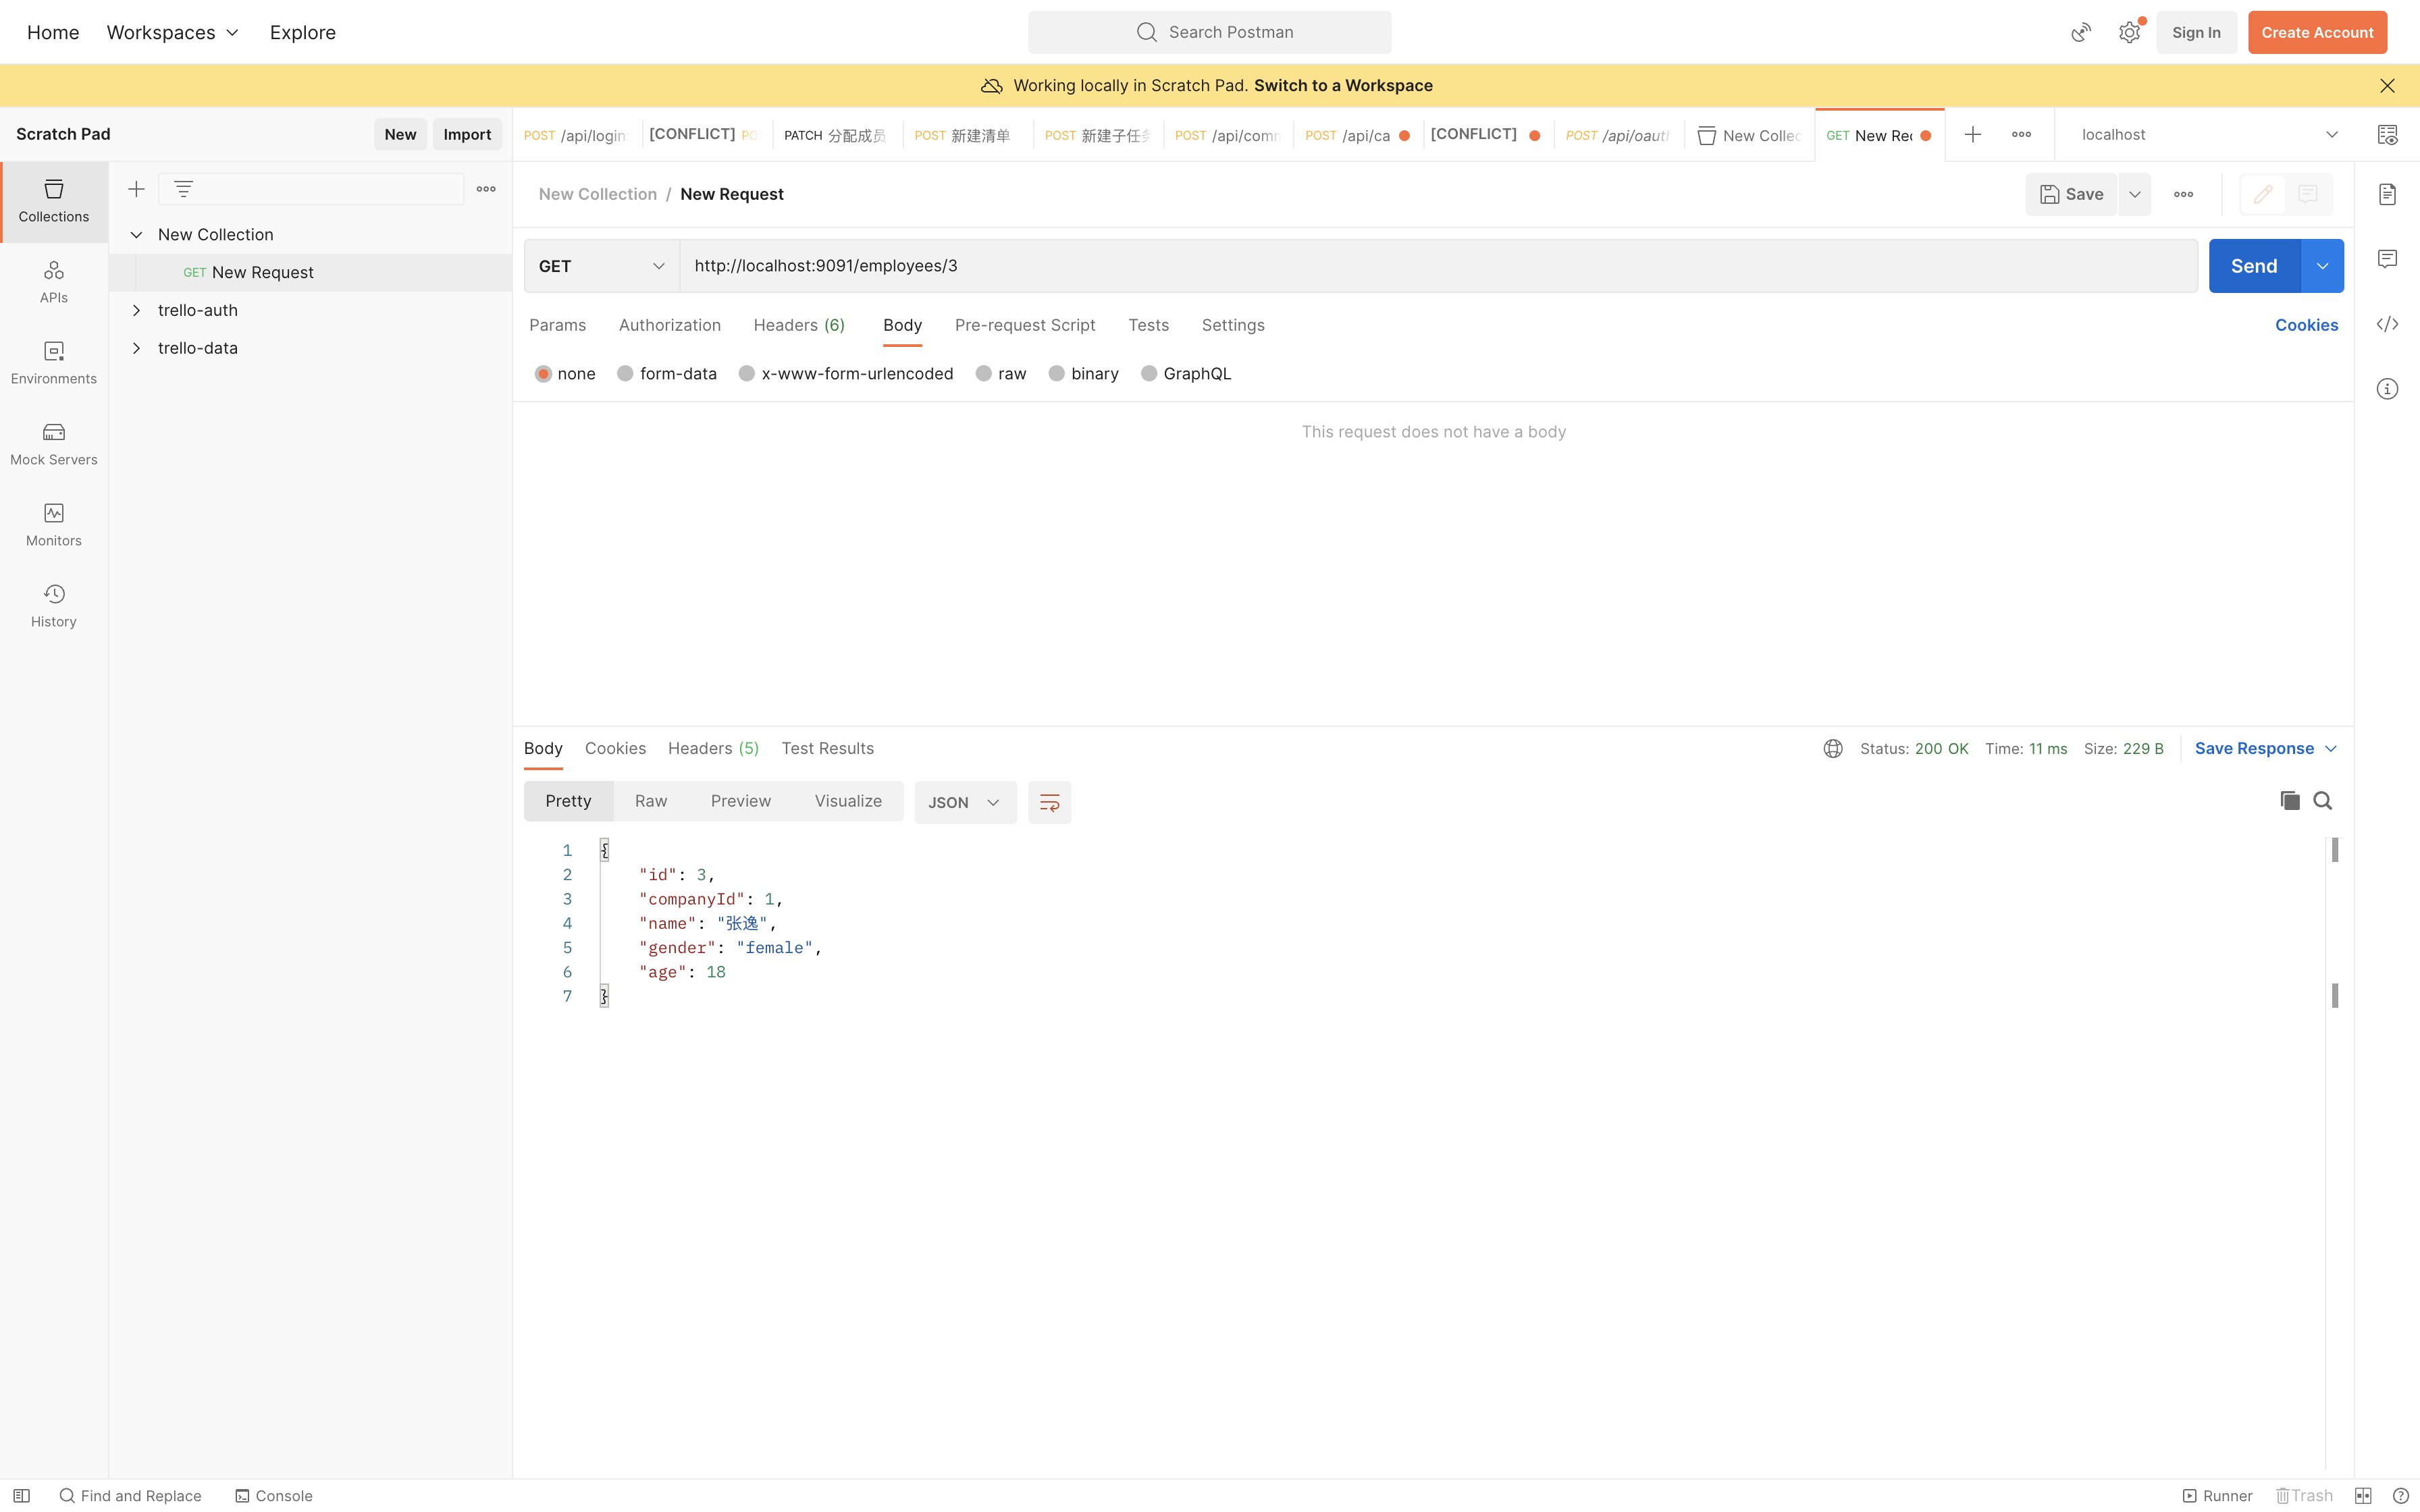 Home Workspaces Explore Search Postman Sign In Create Account
Working locally in Scratch Pad. Switch to a Workspace
Scratch Pad New Import
POST /api/login [CONFLICT] PO PATCH 分配成员 POST 新建清单 POST 新建子任务 POST /api/comm POST /api/ca [CONFLICT] POST /api/oaut New Collec GET New Rec localhost
Collections
APIs
Environments
Mock Servers
Monitors
History
New Collection
GET New Request
trello-auth
trello-data
New Collection / New Request Save
GET http://localhost:9091/employees/3 Send
Params Authorization Headers (6) Body Pre-request Script Tests Settings Cookies
none form-data x-www-form-urlencoded raw binary GraphQL
This request does not have a body
Body Cookies Headers (5) Test Results Status: 200 OK Time: 11 ms Size: 229 B Save Response
Pretty Raw Preview Visualize JSON
1 {
2 "id": 3,
3 "companyId": 1,
4 "name": "张逸",
5 "gender": "female",
6 "age": 18
7 }
Find and Replace Console Runner Trash